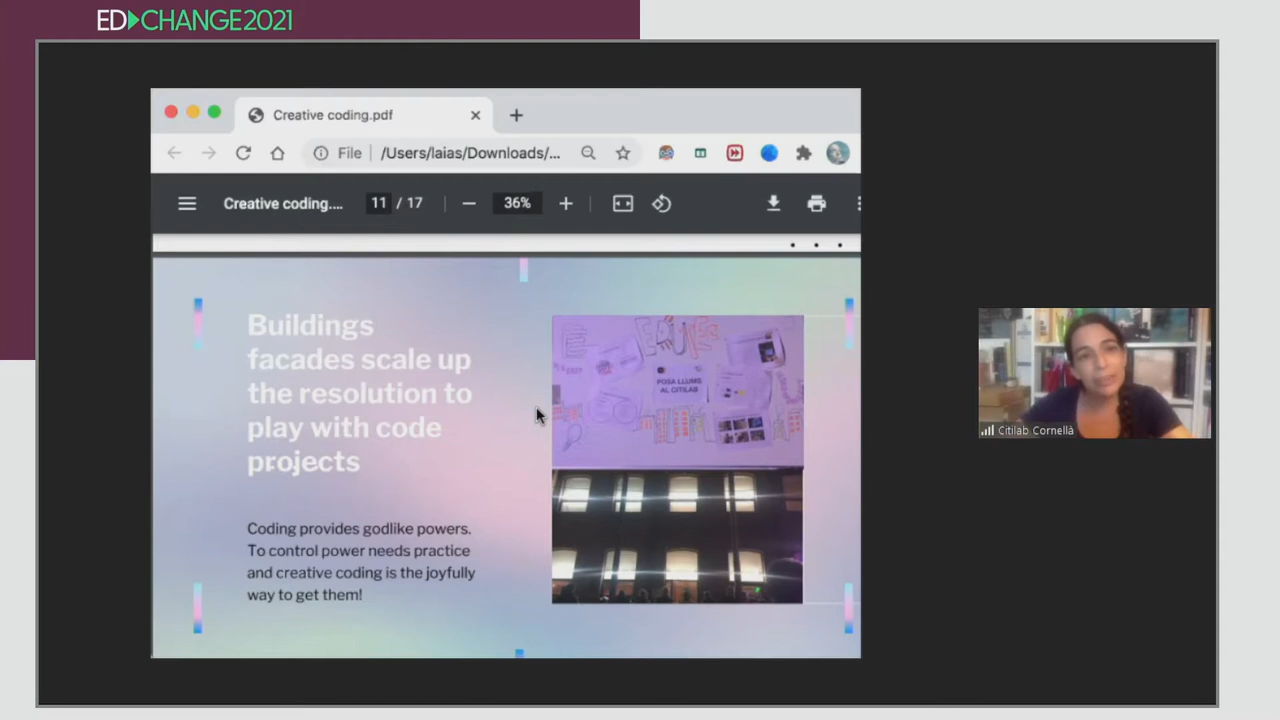 ED CHANGE2021
Creative coding.pdf
File
/Users/laias/Downloads/...
Creative coding....
11 / 17
36%
Buildings
facades scale up
the resolution to
play with code
projects
Coding provides godlike powers.
To control power needs practice
and creative coding is the joyfully
way to get them!
POSA LLUMS
AL CITILAB
Citilab Cornellà